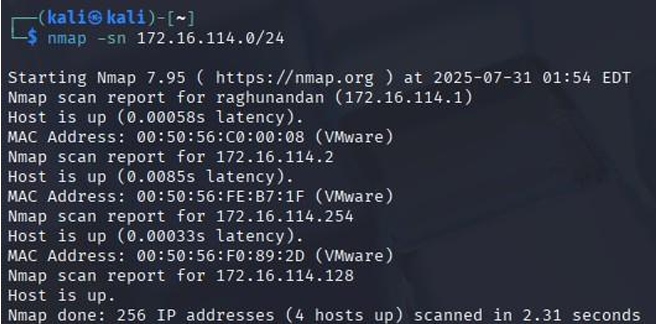 ┌──(kali㉿kali)-[~]
└─$ nmap -sn 172.16.114.0/24
Starting Nmap 7.95 ( https://nmap.org ) at 2025-07-31 01:54 EDT
Nmap scan report for raghunandan (172.16.114.1)
Host is up (0.00058s latency).
MAC Address: 00:50:56:C0:00:08 (VMware)
Nmap scan report for 172.16.114.2
Host is up (0.0085s latency).
MAC Address: 00:50:56:FE:B7:1F (VMware)
Nmap scan report for 172.16.114.254
Host is up (0.00033s latency).
MAC Address: 00:50:56:F0:89:2D (VMware)
Nmap scan report for 172.16.114.128
Host is up.
Nmap done: 256 IP addresses (4 hosts up) scanned in 2.31 seconds